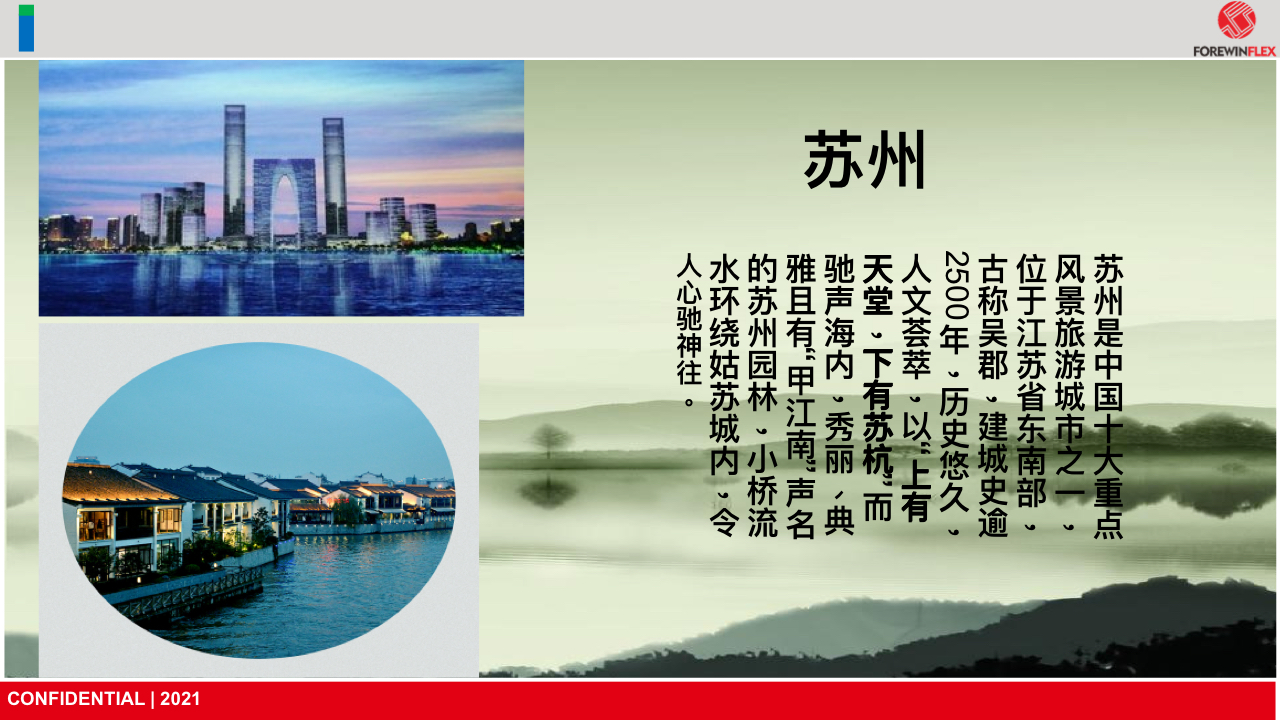 FOREWINFLEX
苏州
苏州是中国十大重点
风景旅游城市之一，
位于江苏省东南部，
古称吴郡，建城史逾
2500年，历史悠久，
人文荟萃，以“上有
天堂，下有苏杭”而
驰声海内，秀丽、典
雅且有“甲江南”声名
的苏州园林，小桥流
水环绕姑苏城内，令
人心驰神往。
CONFIDENTIAL | 2021